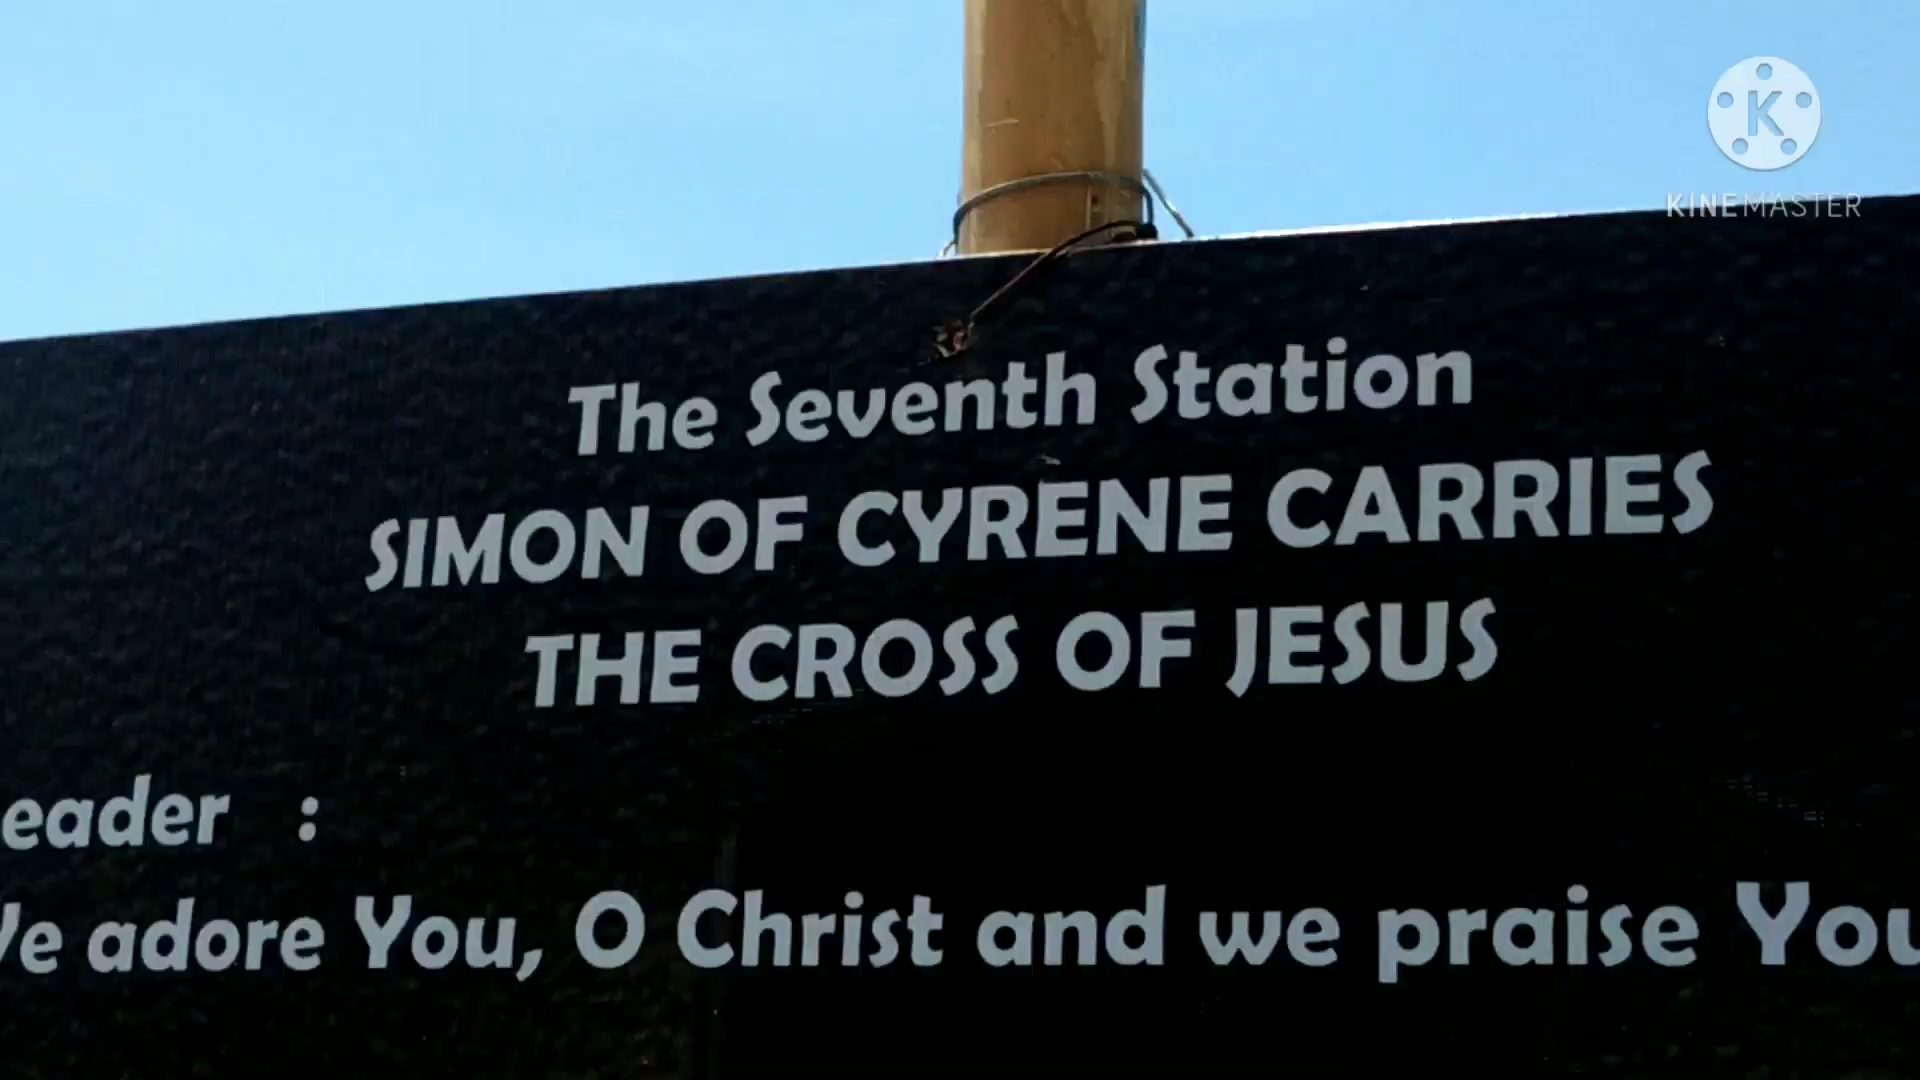 K
KINEMASTER
The Seventh Station
SIMON OF CYRENE CARRIES
THE CROSS OF JESUS
eader :
We adore You, O Christ and we praise You